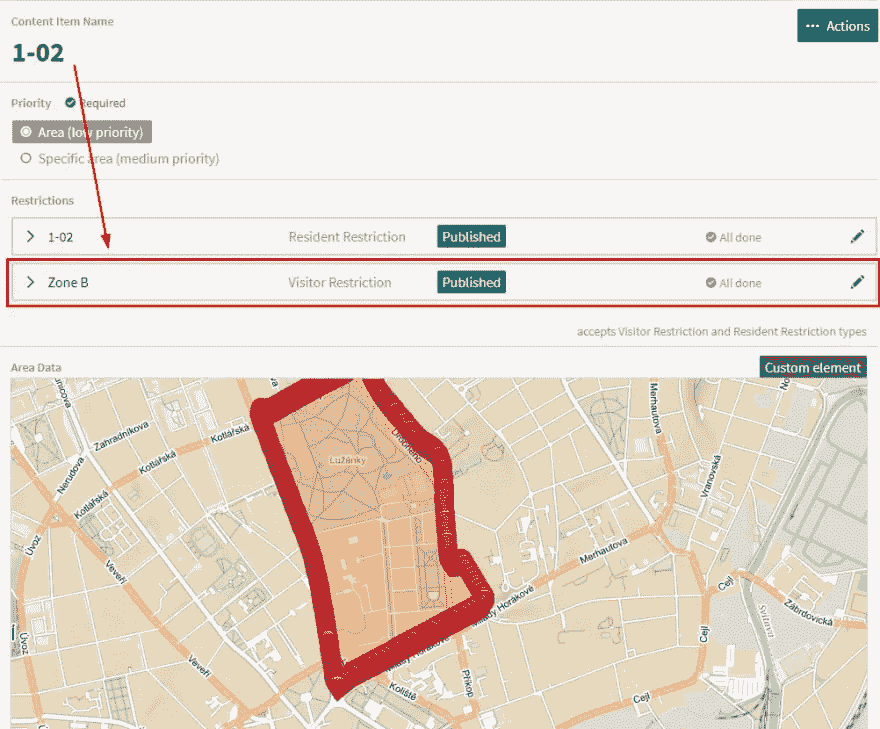 Content Item Name
1-02
··· Actions
Priority Required
Area (low priority)
Specific area (medium priority)
Restrictions
1-02 Resident Restriction Published All done
Zone B Visitor Restriction Published All done
accepts Visitor Restriction and Resident Restriction types
Area Data
Custom element
Zahradníkova
Kotlářská
Kotlářská
Kotlářská
Nerudova
Úvoz
Veveří
Veveří
Úvoz
Lužánky
Drobného
Merhautova
Vranovská
Merhautova
Milady Horákové
Milady Horákové
Koliště
Příkop
Cejl
Cejl
Cejl
Svitava
Zábrdovická